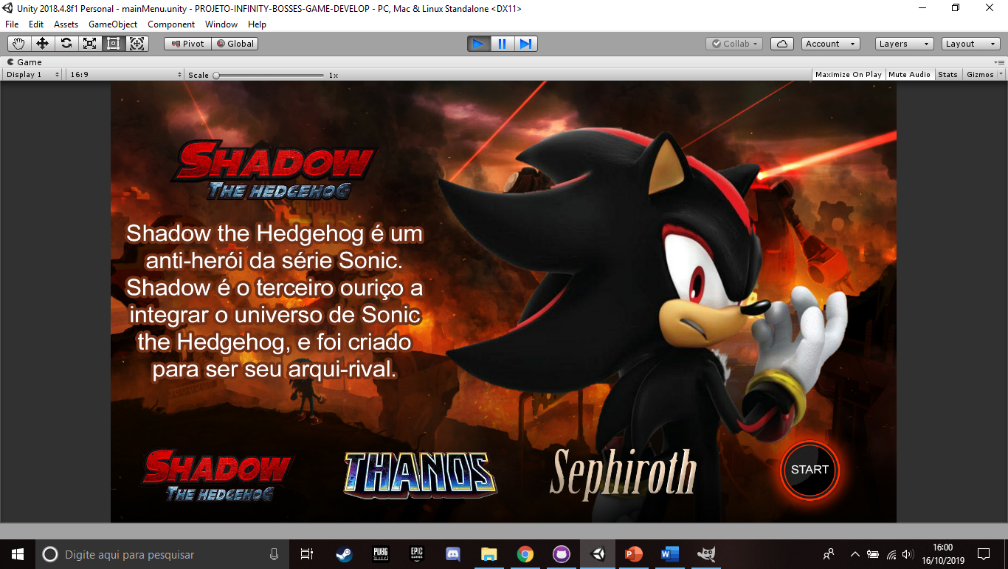 Unity 2018.4.8f1 Personal - mainMenu.unity - PROJETO-INFINITY-BOSSES-GAME-DEVELOP - PC, Mac & Linux Standalone <DX11>
File Edit Assets GameObject Component Window Help
Pivot Global Collab Account Layers Layout
Game
Display 1 16:9 Scale 1x Maximize On Play Mute Audio Stats Gizmos
SHADOW
THE HEDGEHOG
Shadow the Hedgehog é um
anti-herói da série Sonic.
Shadow é o terceiro ouriço a
integrar o universo de Sonic
the Hedgehog, e foi criado
para ser seu arqui-rival.
SHADOW
THE HEDGEHOG
THANOS
Sephiroth
START
Digite aqui para pesquisar
PUBG
EPIC
16:00
16/10/2019